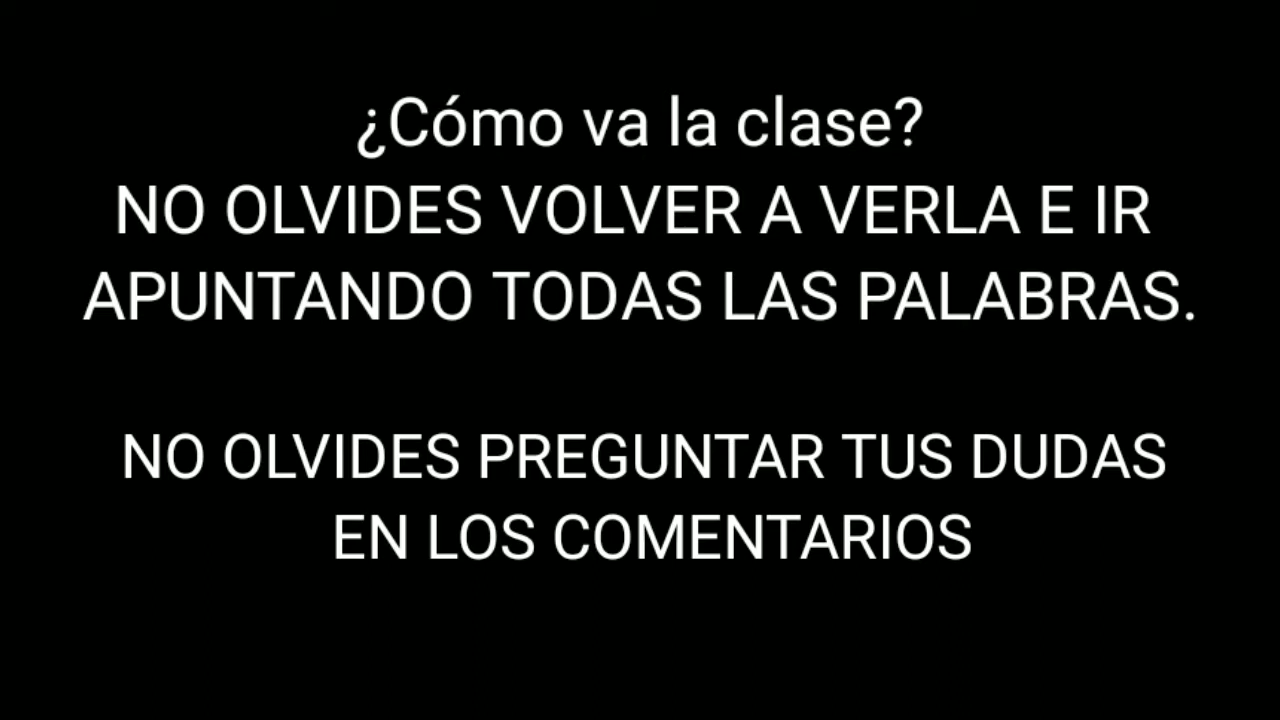 ¿Cómo va la clase?
NO OLVIDES VOLVER A VERLA E IR
APUNTANDO TODAS LAS PALABRAS.
NO OLVIDES PREGUNTAR TUS DUDAS
EN LOS COMENTARIOS